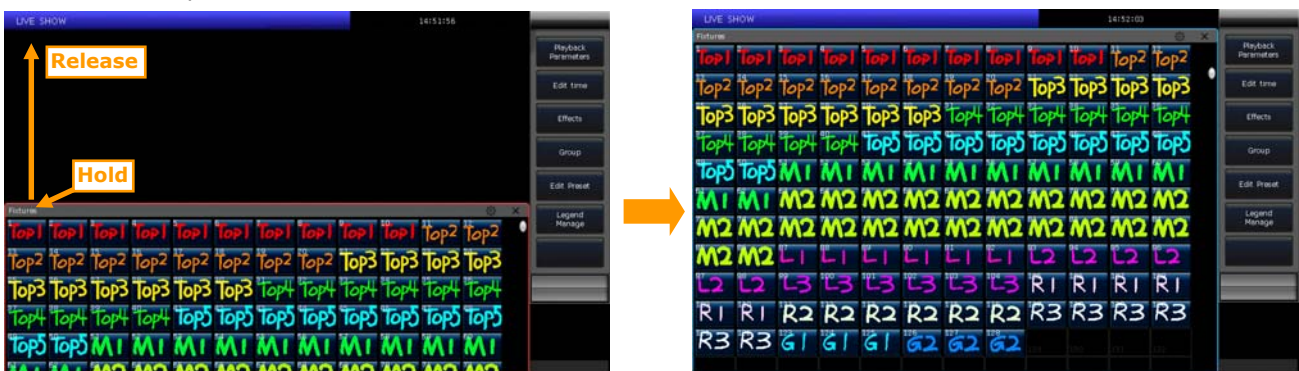 LIVE SHOW
14:51:56
Release
Hold
Fixtures
Top1 Top1 Top1 Top1 Top1 Top1 Top1 Top1 Top1 Top1 Top2 Top2
Top2 Top2 Top2 Top2 Top2 Top2 Top2 Top2 Top3 Top3 Top3 Top3
Top3 Top3 Top3 Top3 Top3 Top3 Top4 Top4 Top4 Top4 Top4 Top4
Top4 Top4 Top4 Top4 Top5 Top5 Top5 Top5 Top5 Top5 Top5 Top5
Top5 Top5 M1 M1 M1 M1 M1 M1 M1 M1 M1 M1
Playback
Parameters
Edit time
Effects
Group
Edit Preset
Legend
Manage
LIVE SHOW
14:52:03
Fixtures
Top1 Top1 Top1 Top1 Top1 Top1 Top1 Top1 Top1 Top1 Top2 Top2
Top2 Top2 Top2 Top2 Top2 Top2 Top2 Top2 Top3 Top3 Top3 Top3
Top3 Top3 Top3 Top3 Top3 Top3 Top4 Top4 Top4 Top4 Top4 Top4
Top4 Top4 Top4 Top4 Top5 Top5 Top5 Top5 Top5 Top5 Top5 Top5
Top5 Top5 M1 M1 M1 M1 M1 M1 M1 M1 M1 M1
M1 M1 M2 M2 M2 M2 M2 M2 M2 M2 M2 M2
M2 M2 M2 M2 M2 M2 M2 M2 M2 M2 M2 M2
M2 M2 L1 L1 L1 L1 L1 L1 L2 L2 L2 L2
L2 L2 L3 L3 L3 L3 L3 L3 R1 R1 R1 R1
R1 R1 R2 R2 R2 R2 R2 R2 R3 R3 R3 R3
R3 R3 G1 G1 G1 G2 G2 G2
Playback
Parameters
Edit time
Effects
Group
Edit Preset
Legend
Manage